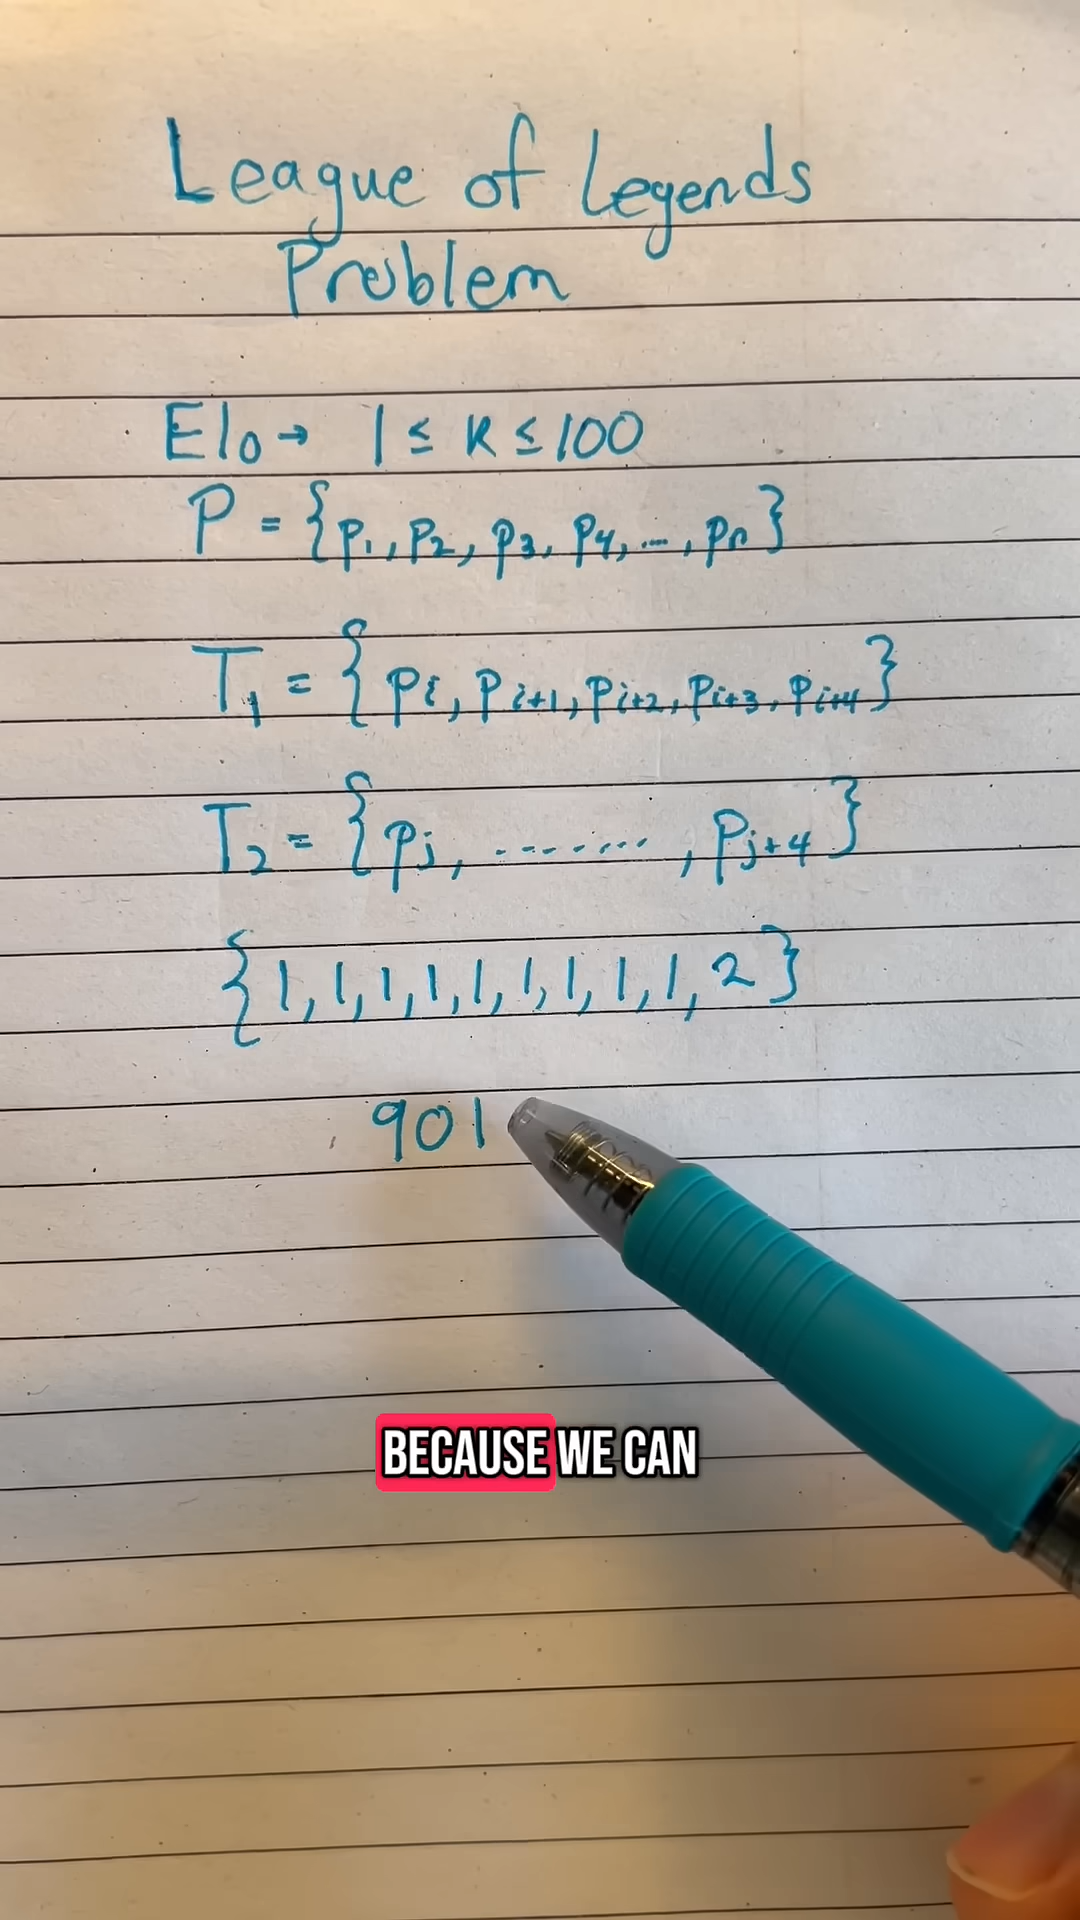 League of Legends
Problem
Elo → 1 ≤ k ≤ 100
P = {p₁, p₂, p₃, p₄, ..., pₙ}
T₁ = {pᵢ, pᵢ₊₁, pᵢ₊₂, pᵢ₊₃, pᵢ₊₄}
T₂ = {pⱼ, ........., pⱼ₊₄}
{1, 1, 1, 1, 1, 1, 1, 1, 1, 2}
901
BECAUSE WE CAN